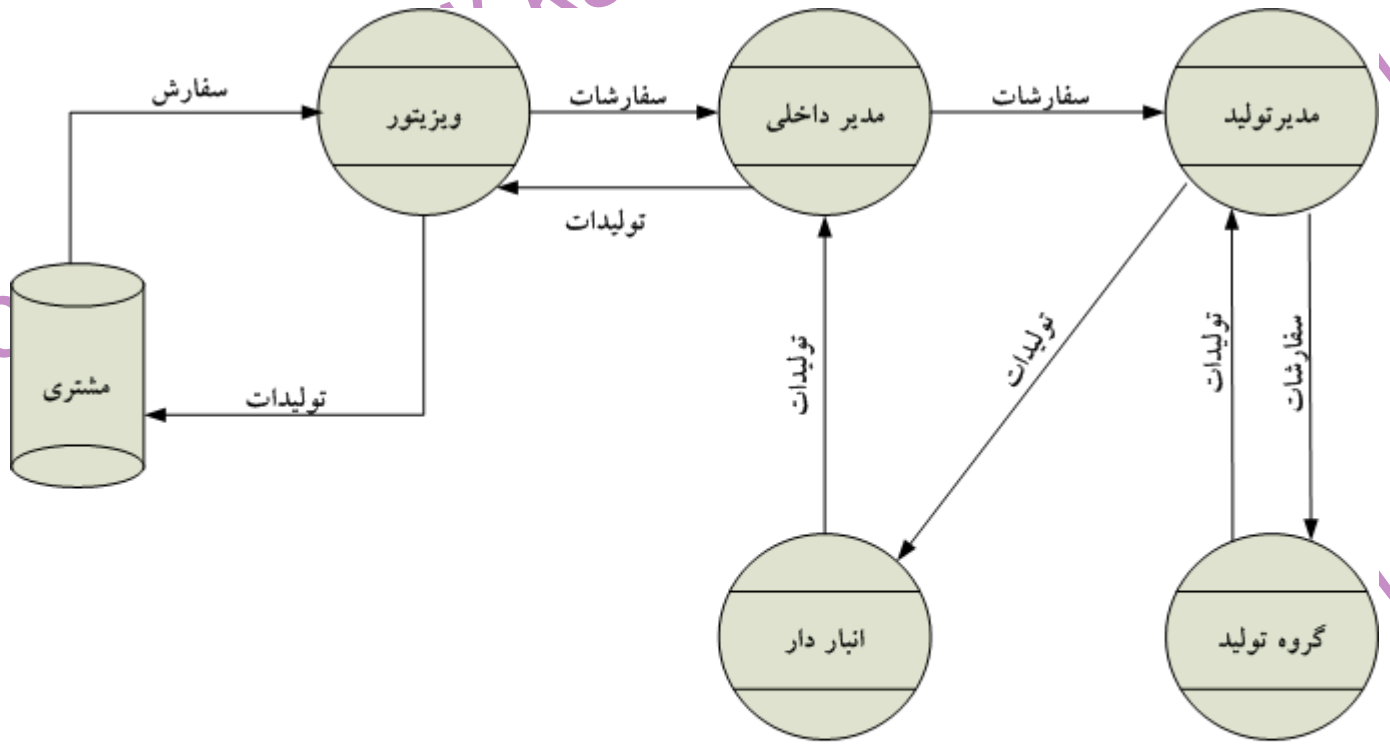 سفارش
ویزیتور
سفارشات
مدیر داخلی
سفارشات
مدیرتولید
تولیدات
مشتری
تولیدات
تولیدات
تولیدات
تولیدات
سفارشات
انبار دار
گروه تولید